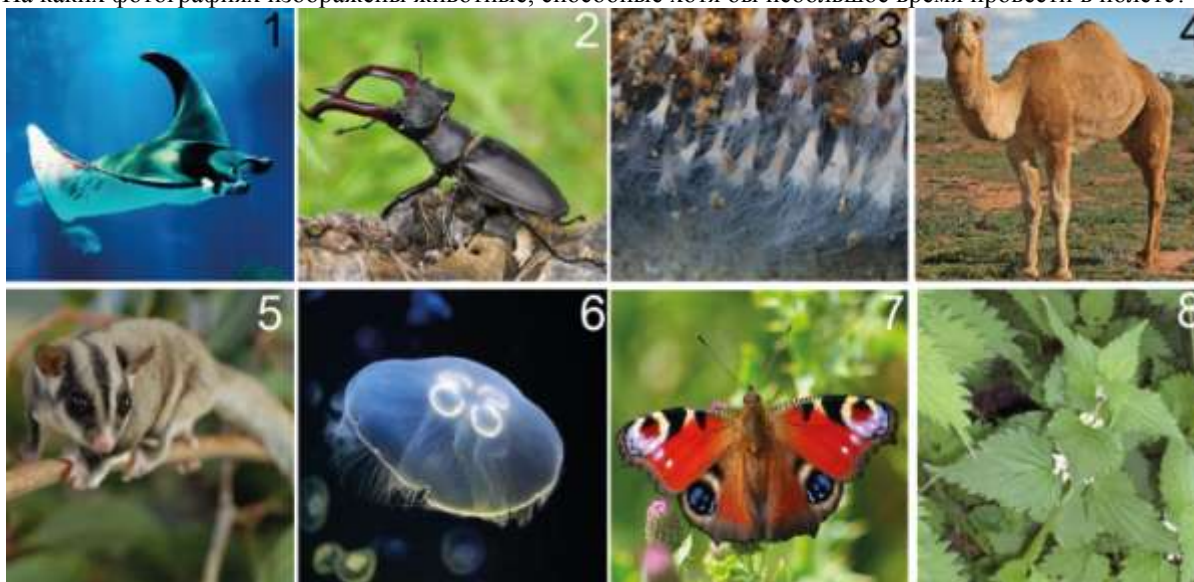 На каких фотографиях изображены животные, способные хотя бы небольшое время провести в полёте?
1 2 3 4
5 6 7 8